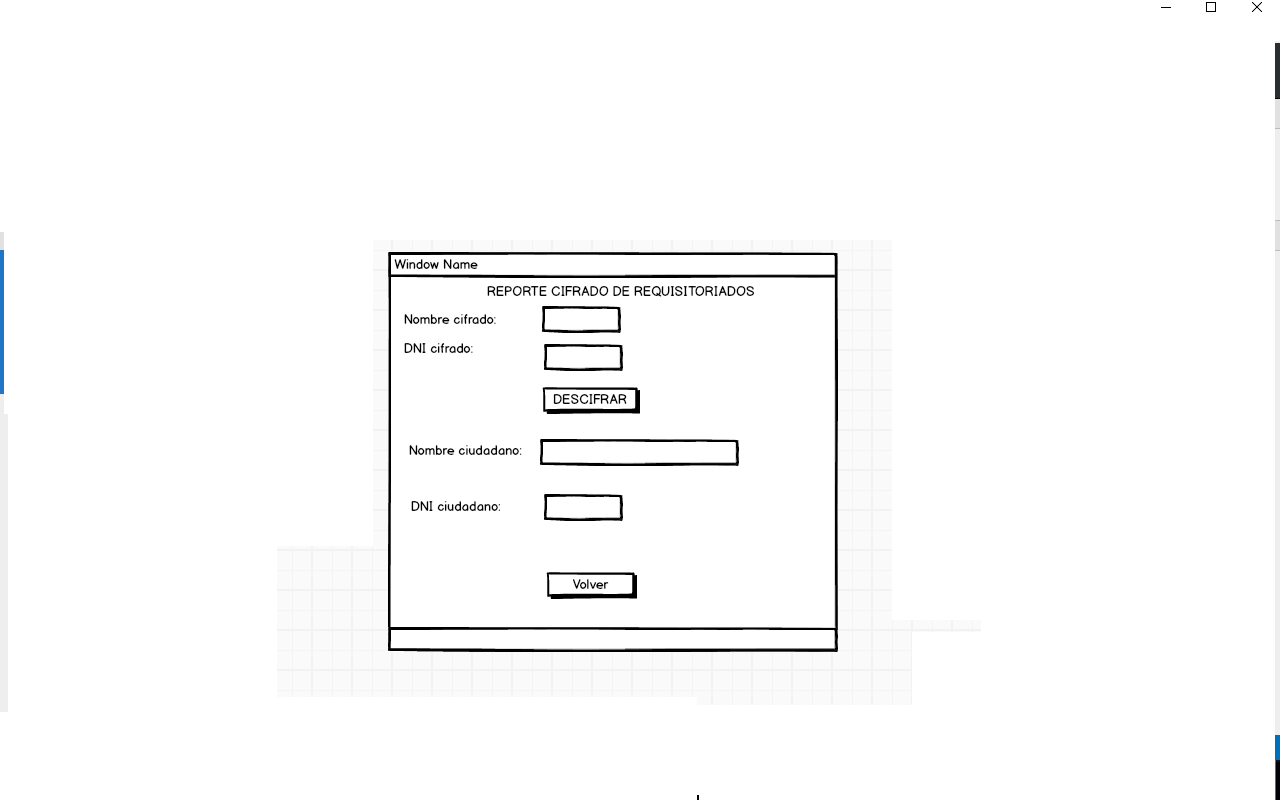 Window Name
REPORTE CIFRADO DE REQUISITORIADOS
Nombre cifrado:
DNI cifrado:
DESCIFRAR
Nombre ciudadano:
DNI ciudadano:
Volver